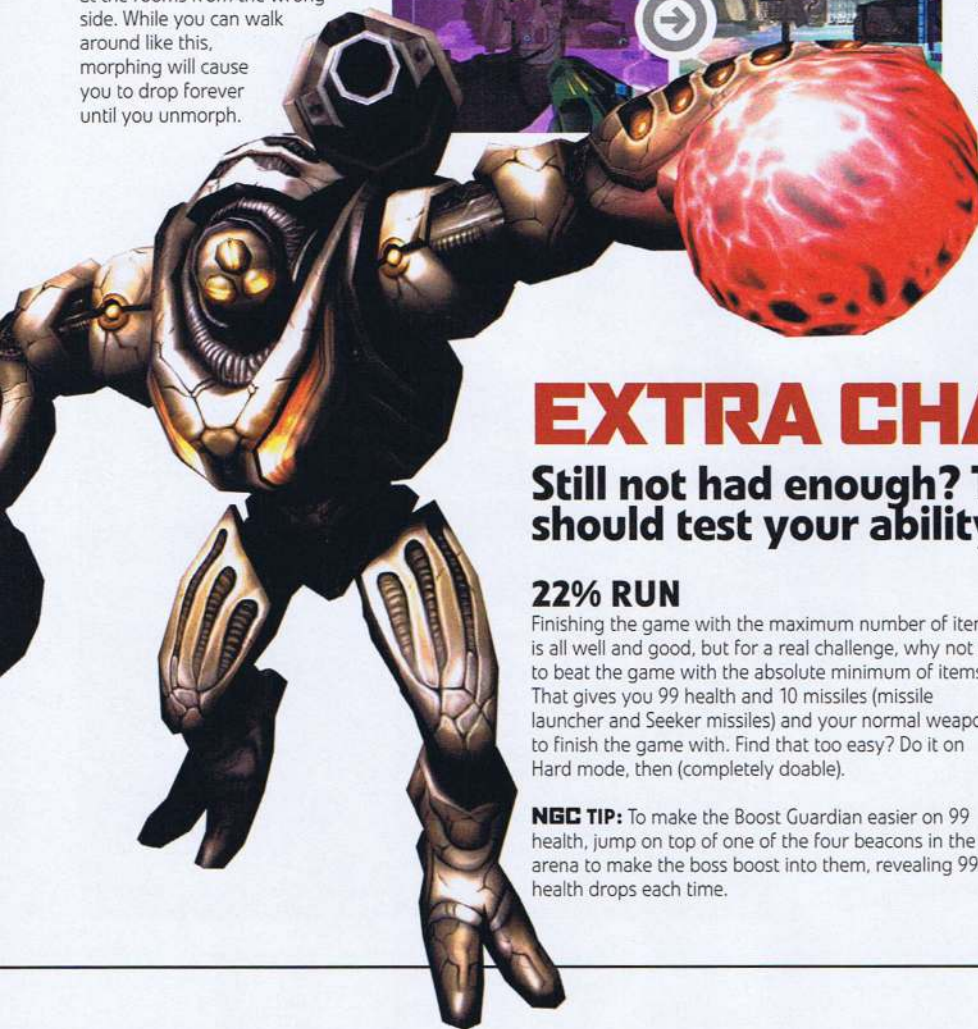 side. While you can walk
around like this,
morphing will cause
you to drop forever
until you unmorph.
EXTRA
Still not had enough?
should test your
22% RUN
Finishing the game with the maximum number of
is all well and good, but for a real challenge, why not
to beat the game with the absolute minimum of items
That gives you 99 health and 10 missiles (missile
launcher and Seeker missiles) and your normal
to finish the game with. Find that too easy? Do it on
Hard mode, then (completely doable).
NGC TIP: To make the Boost Guardian easier on 99
health, jump on top of one of the four beacons in the
arena to make the boss boost into them, revealing 99
health drops each time.